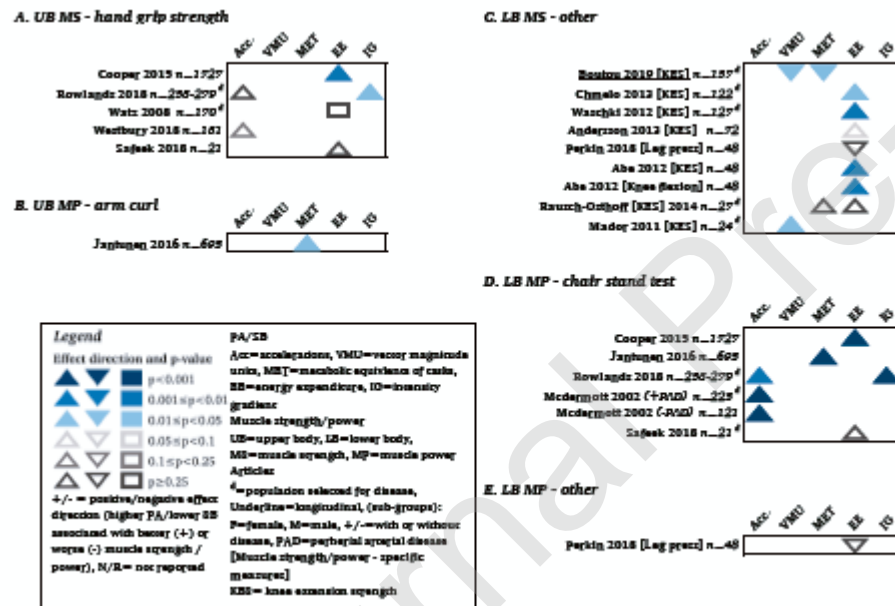 A. UB MS - hand grip strength
Acc. VMU MET EE IG
Cooper 2015 n=1727
Rowlands 2018 n=256-279#
Watz 2008 n=170#
Westbury 2018 n=131
Safeek 2018 n=21
B. UB MP - arm curl
Acc. VMU MET EE IG
Jantunen 2016 n=695
Legend
Effect direction and p-value
p<0.001
0.001≤p<0.01
0.01≤p<0.05
0.05≤p<0.1
0.1≤p<0.25
p≥0.25
+/- = positive/negative effect
direction (higher PA/lower SB
associated with better (+) or
worse (-) muscle strength /
power), N/R= not reported
PA/SB
Acc=accelerations, VMU=vector magnitude
units, MET=metabolic equivalents of tasks,
EE=energy expenditure, IG=intensity
gradient
Muscle strength/power
UB=upper body, LB=lower body,
MS=muscle strength, MP=muscle power
Articles
#=population selected for disease,
Underline=longitudinal, (sub-groups):
F=female, M=male, +/-=with or without
disease, PAD=peripheral arterial disease
[Muscle strength/power - specific
measures]
KES= knee extension strength
C. LB MS - other
Acc. VMU MET EE IG
Boutou 2019 [KES] n=157#
Chmelo 2013 [KES] n=122#
Waschki 2012 [KES] n=127#
Andersson 2013 [KES] n=72
Perkin 2018 [Leg press] n=48
Abe 2012 [KES] n=48
Abe 2012 [Knee flexion] n=48
Rausch-Osthoff [KES] 2014 n=27#
Mador 2011 [KES] n=24#
D. LB MP - chair stand test
Acc. VMU MET EE IG
Cooper 2015 n=1727
Jantunen 2016 n=695
Rowlands 2018 n=256-279#
Mcdermott 2002 (+PAD) n=225#
Mcdermott 2002 (-PAD) n=121
Safeek 2018 n=21#
E. LB MP - other
Acc. VMU MET EE IG
Perkin 2018 [Leg press] n=48